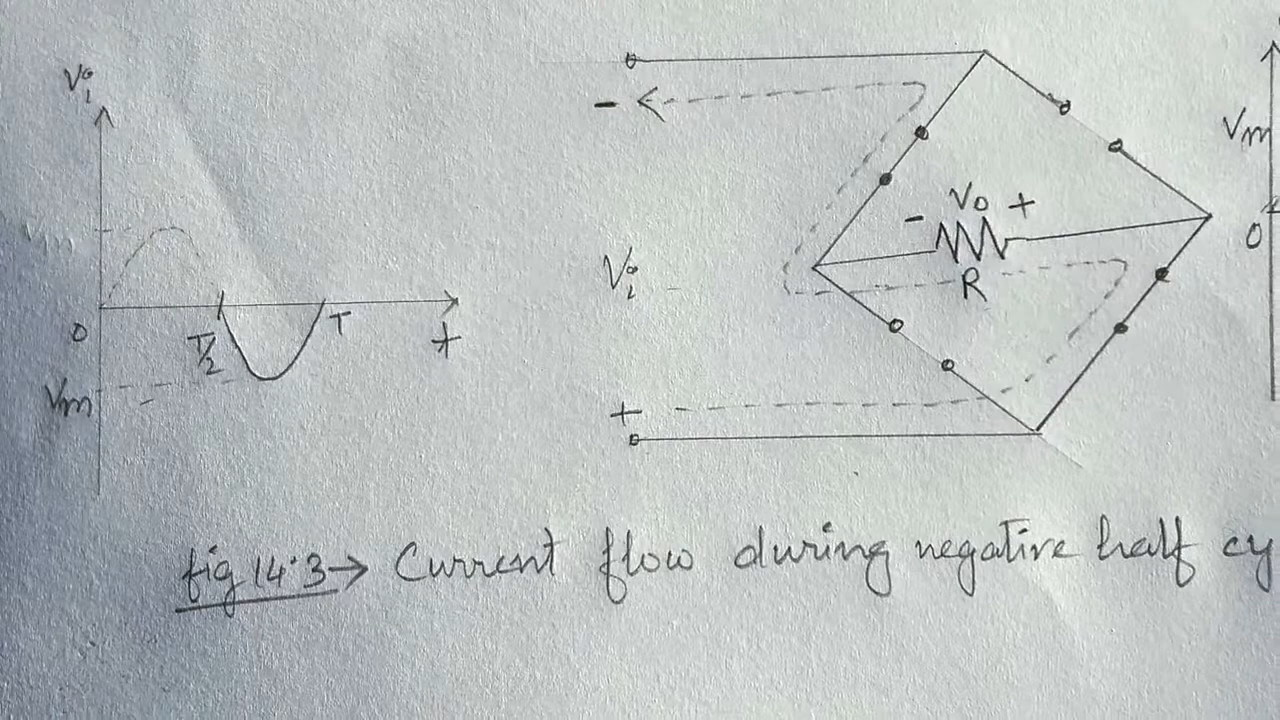 Vi
Vm
0
T/2
T
t
Vm
-
Vi
+
- Vo +
R
Vm
0
fig 14.3→ Current flow during negative half cy